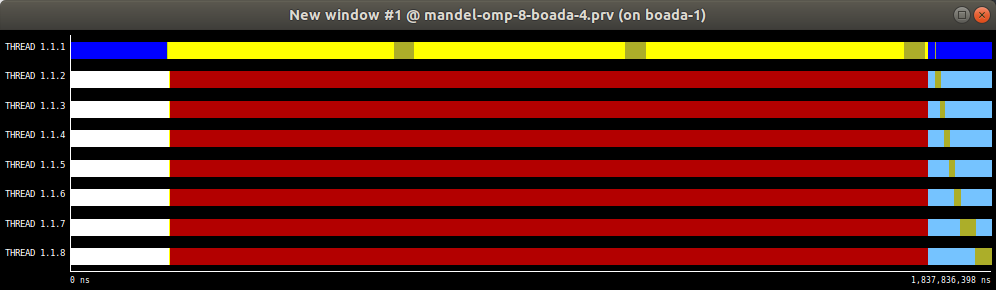 New window #1 @ mandel-omp-8-boada-4.prv (on boada-1)
THREAD 1.1.1
THREAD 1.1.2
THREAD 1.1.3
THREAD 1.1.4
THREAD 1.1.5
THREAD 1.1.6
THREAD 1.1.7
THREAD 1.1.8
0 ns
1,837,836,398 ns